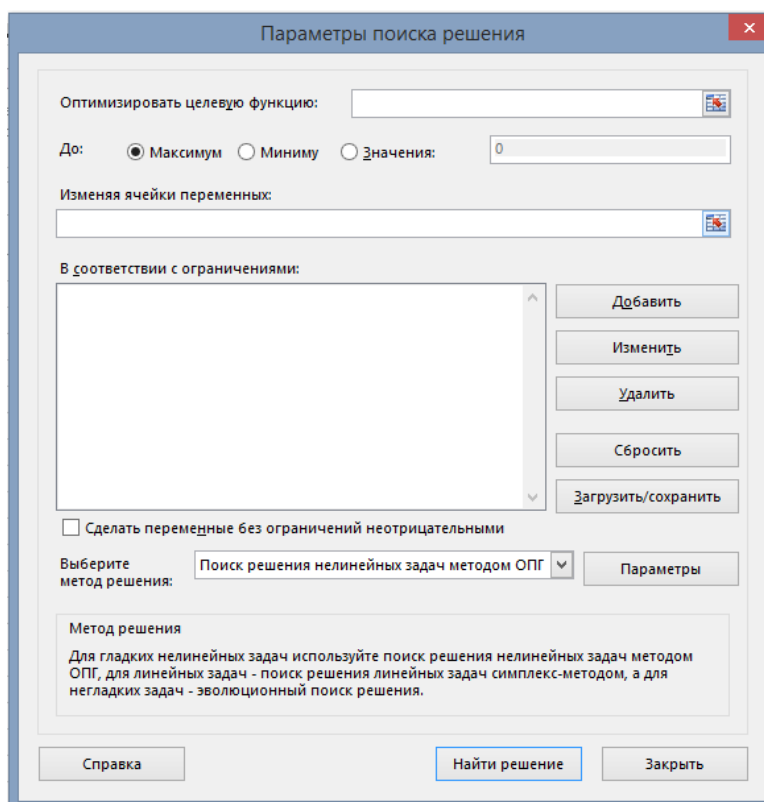 Параметры поиска решения
Оптимизировать целевую функцию:
До: Максимум Миниму Значения: 0
Изменяя ячейки переменных:
В соответствии с ограничениями:
Добавить
Изменить
Удалить
Сбросить
Загрузить/сохранить
Сделать переменные без ограничений неотрицательными
Выберите
метод решения:
Поиск решения нелинейных задач методом ОПГ
Параметры
Метод решения
Для гладких нелинейных задач используйте поиск решения нелинейных задач методом
ОПГ, для линейных задач - поиск решения линейных задач симплекс-методом, а для
негладких задач - эволюционный поиск решения.
Справка Найти решение Закрыть